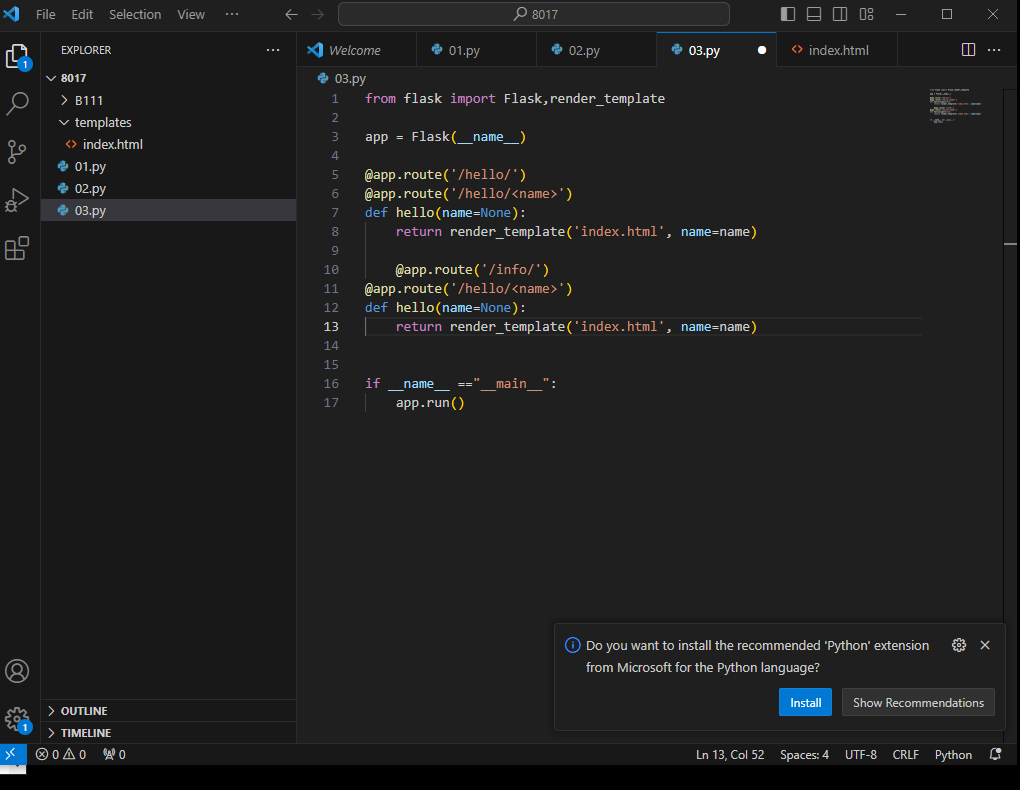 File Edit Selection View ··· 8017
EXPLORER ···
Welcome 01.py 02.py 03.py index.html ···
8017
B111
templates
index.html
01.py
02.py
03.py
03.py
1 from flask import Flask,render_template
2
3 app = Flask(__name__)
4
5 @app.route('/hello/')
6 @app.route('/hello/<name>')
7 def hello(name=None):
8     return render_template('index.html', name=name)
9
10     @app.route('/info/')
11 @app.route('/hello/<name>')
12 def hello(name=None):
13     return render_template('index.html', name=name)
14
15
16 if __name__ =="__main__":
17     app.run()
1
Do you want to install the recommended 'Python' extension
from Microsoft for the Python language?
Install Show Recommendations
OUTLINE
1
TIMELINE
0 0 0 Ln 13, Col 52 Spaces: 4 UTF-8 CRLF Python